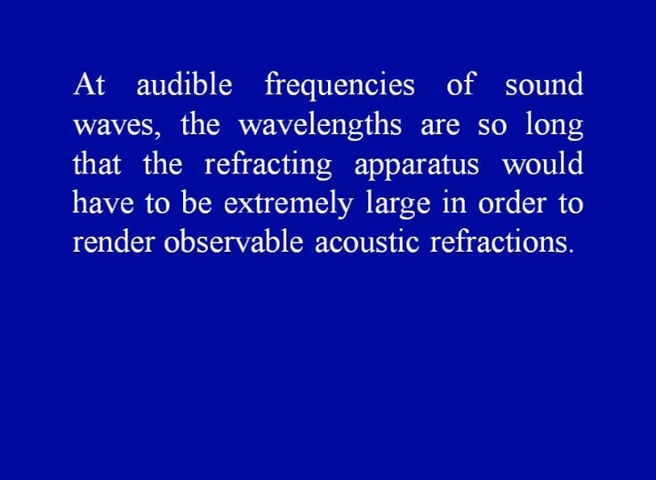 At audible frequencies of sound
waves, the wavelengths are so long
that the refracting apparatus would
have to be extremely large in order to
render observable acoustic refractions.